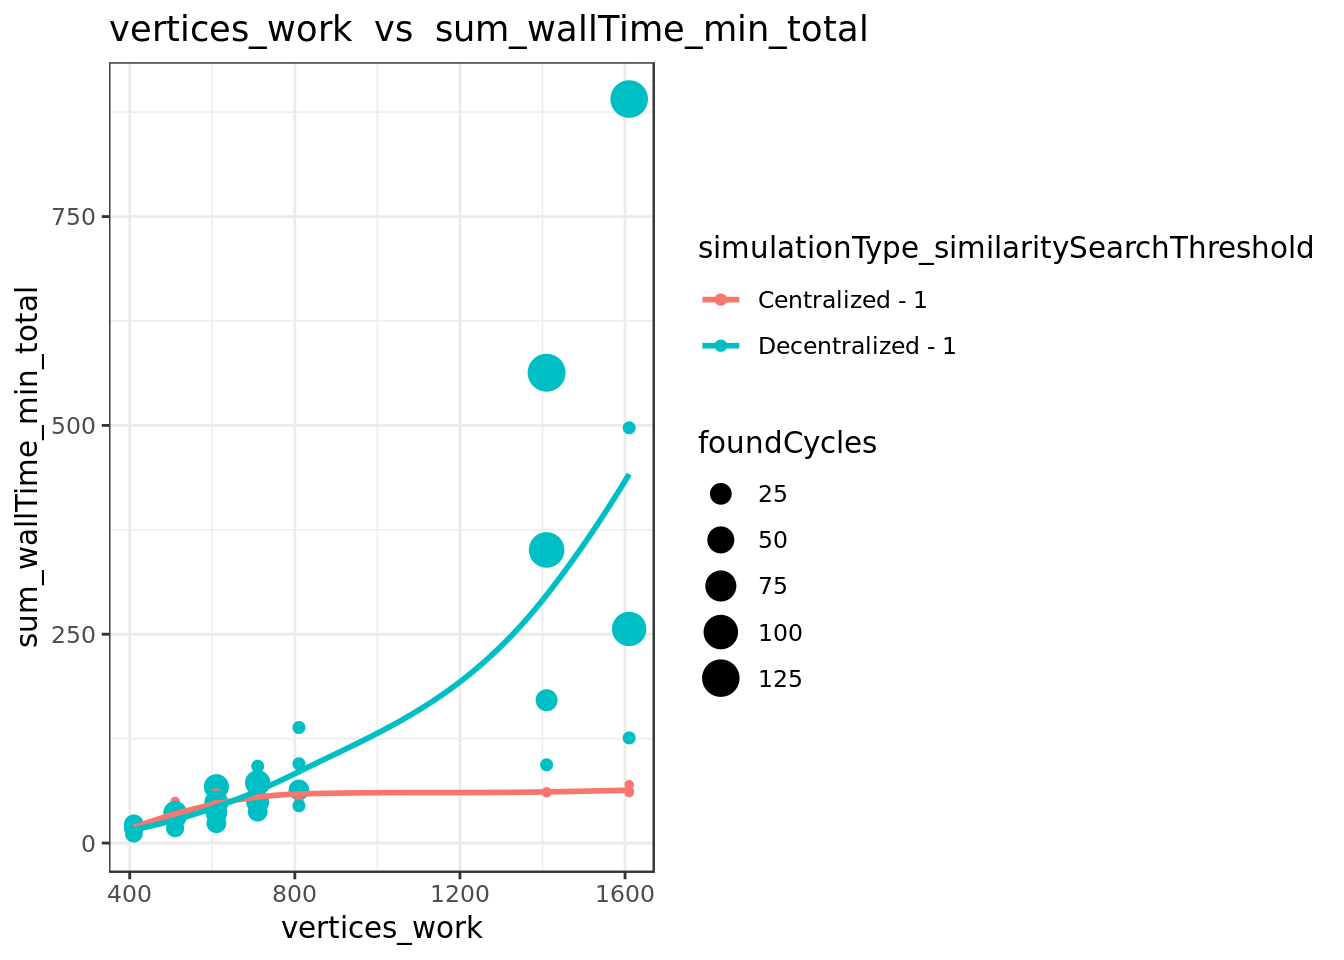 vertices_work  vs  sum_wallTime_min_total
sum_wallTime_min_total
750
500
250
0
400
800
1200
1600
vertices_work
simulationType_similaritySearchThreshold
Centralized - 1
Decentralized - 1
foundCycles
25
50
75
100
125